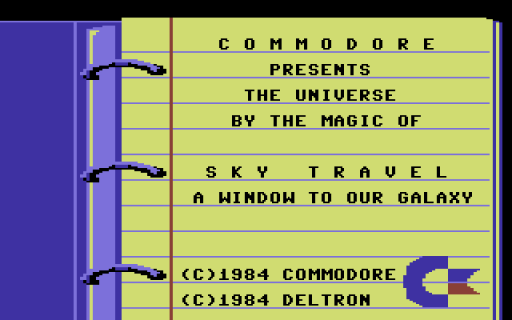 COMMODORE
PRESENTS
THE UNIVERSE
BY THE MAGIC OF
SKY TRAVEL
A WINDOW TO OUR GALAXY
(C)1984 COMMODORE
(C)1984 DELTRON